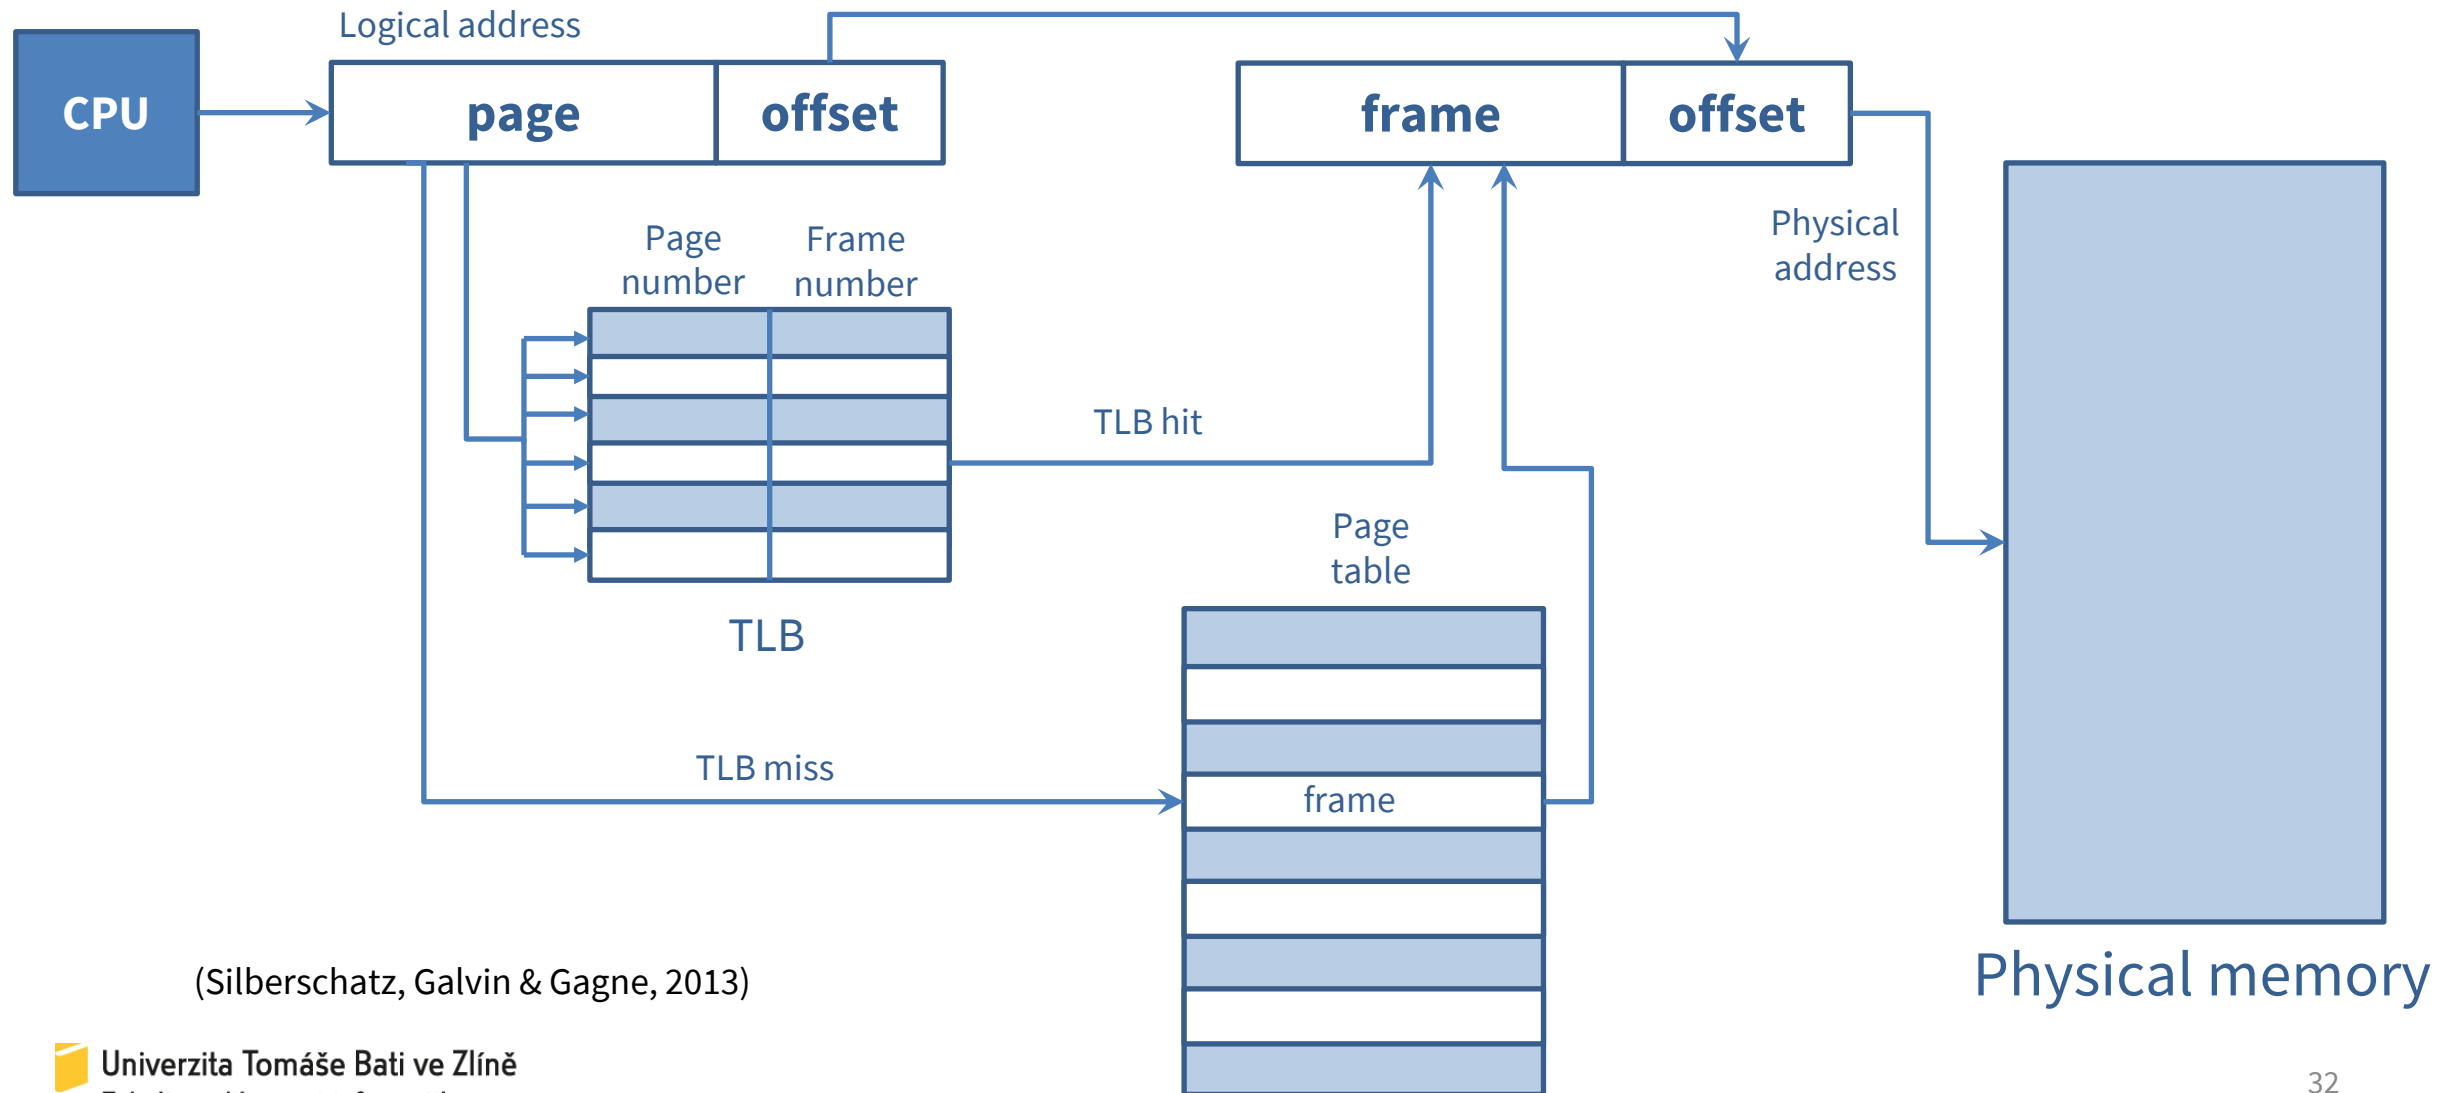 Logical address
CPU
page
offset
frame
offset
Page
number
Frame
number
Physical
address
TLB hit
TLB
Page
table
TLB miss
frame
Physical memory
(Silberschatz, Galvin & Gagne, 2013)
Univerzita Tomáše Bati ve Zlíně
32